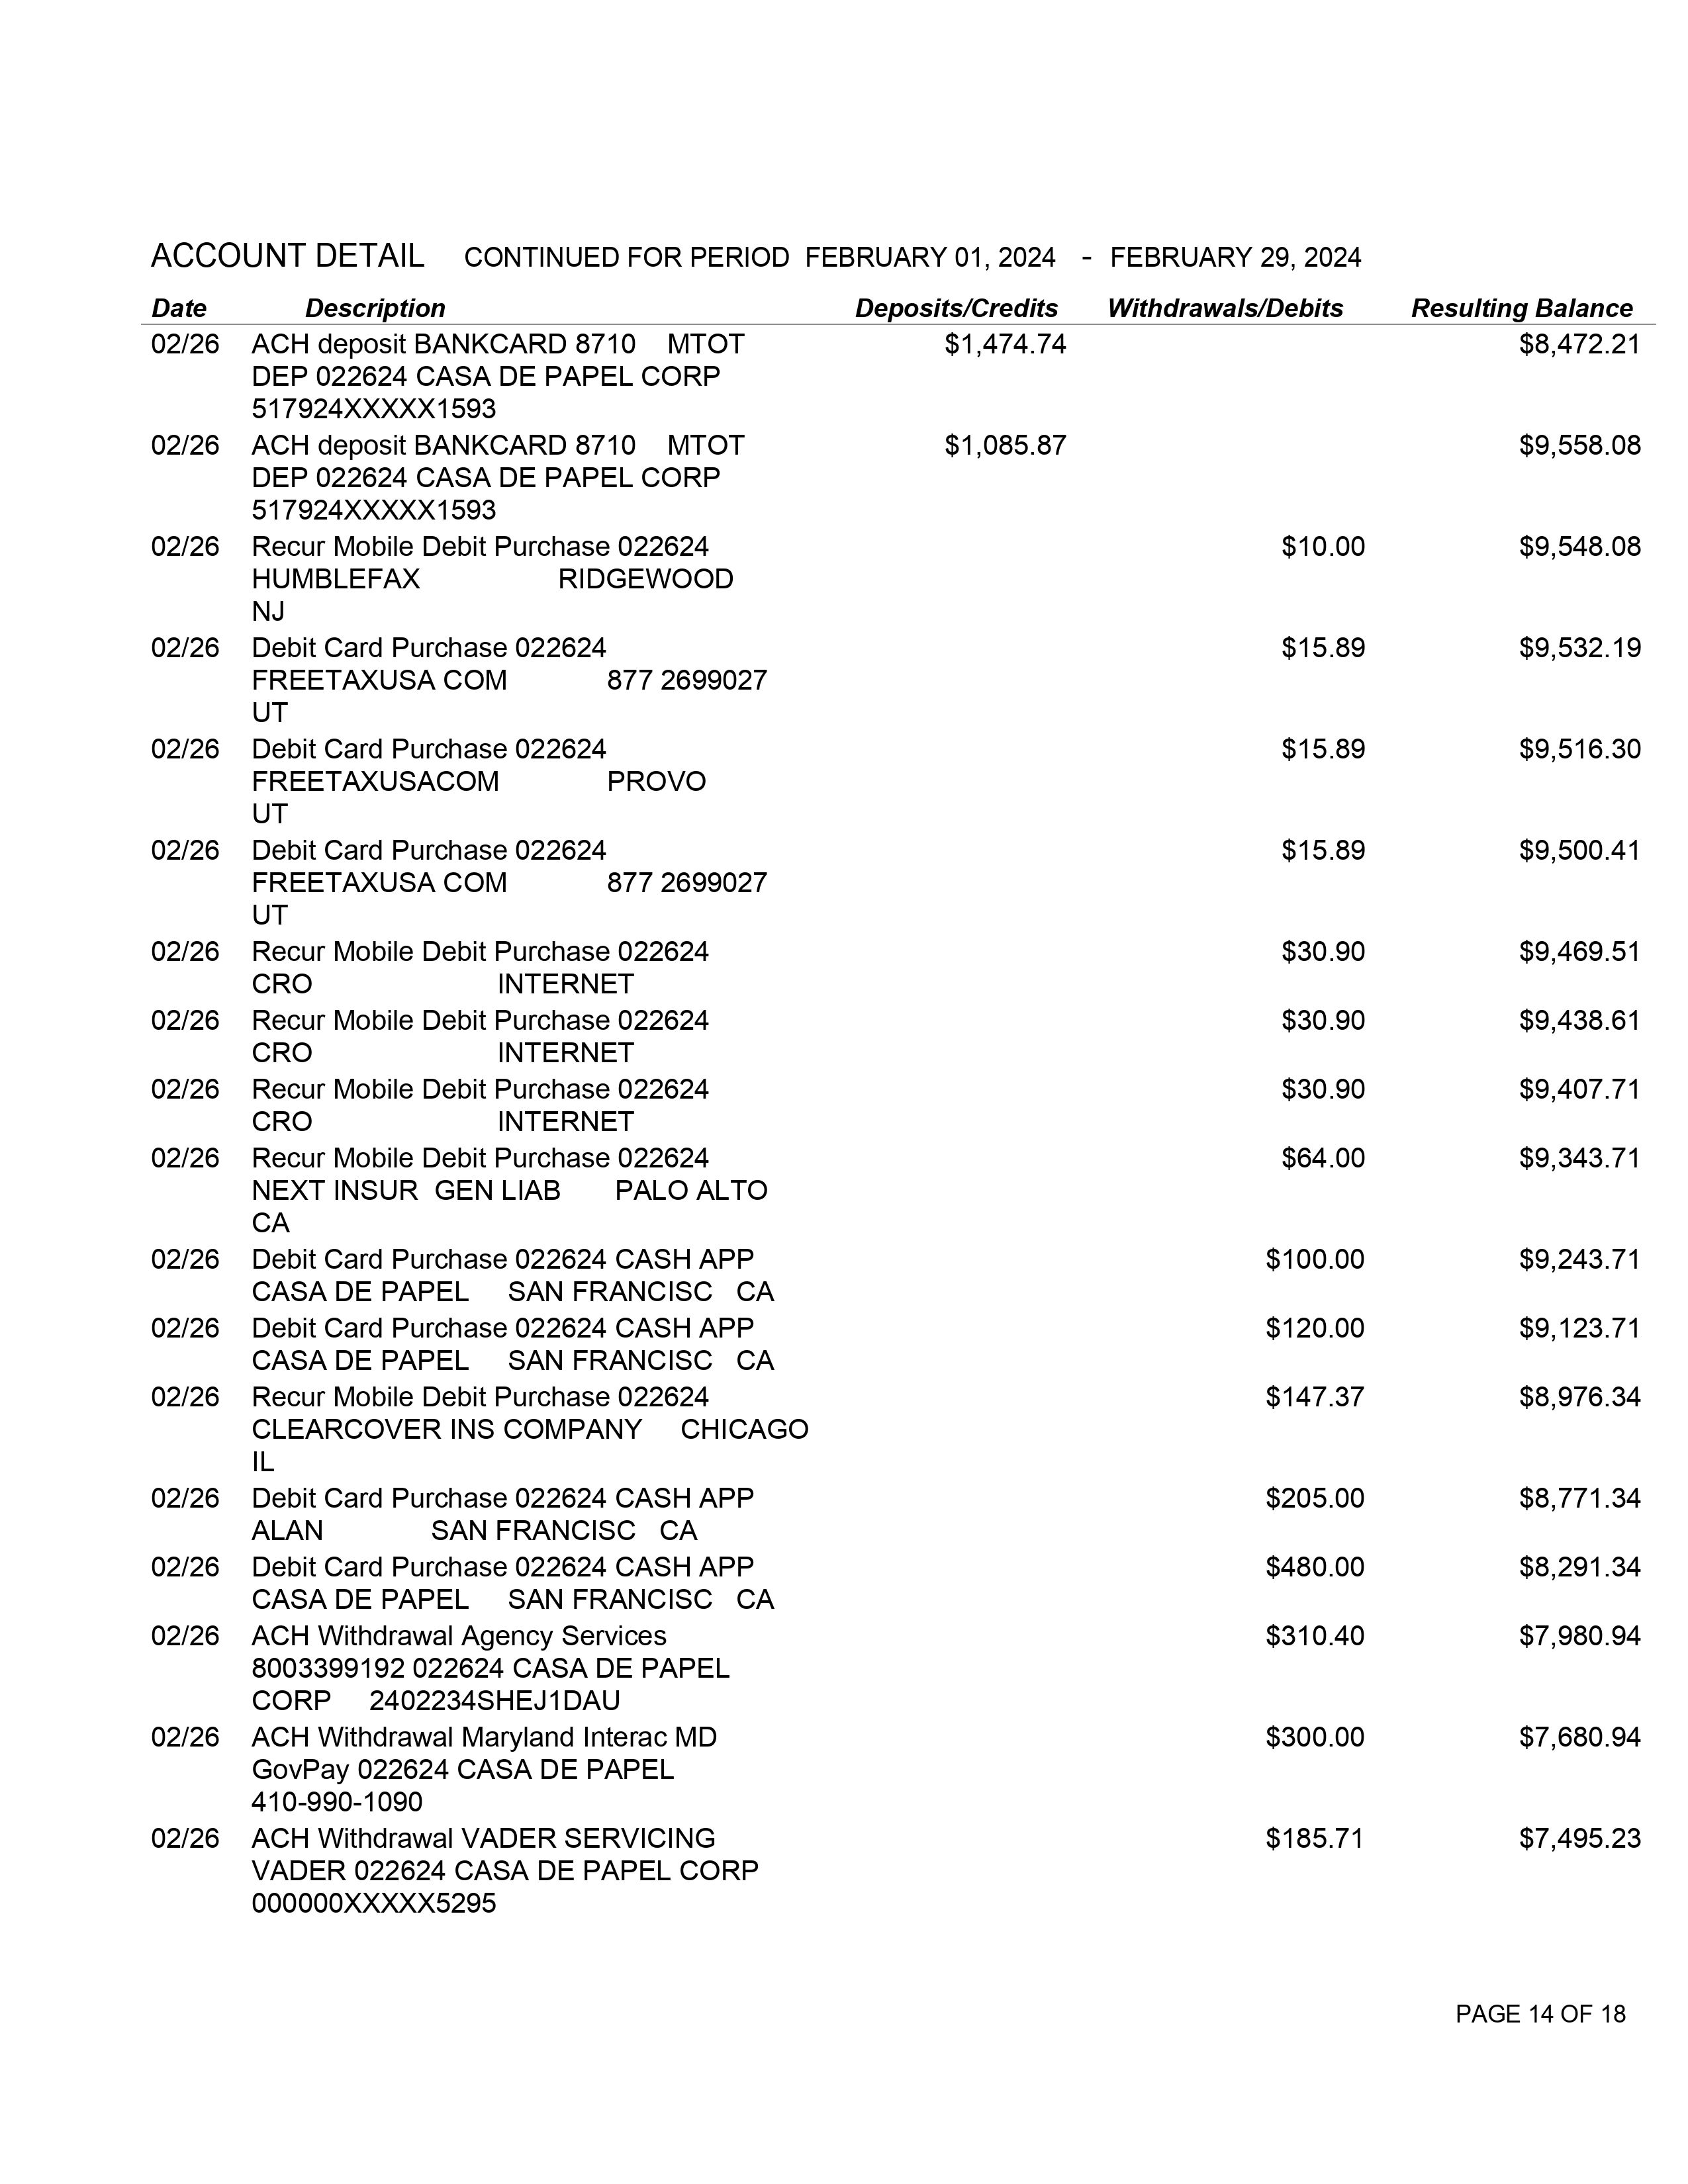 ACCOUNT DETAIL CONTINUED FOR PERIOD FEBRUARY 01, 2024 - FEBRUARY 29, 2024
Date Description Deposits/Credits Withdrawals/Debits Resulting Balance
02/26 ACH deposit BANKCARD 8710 MTOT $1,474.74 $8,472.21
DEP 022624 CASA DE PAPEL CORP
517924XXXXX1593
02/26 ACH deposit BANKCARD 8710 MTOT $1,085.87 $9,558.08
DEP 022624 CASA DE PAPEL CORP
517924XXXXX1593
02/26 Recur Mobile Debit Purchase 022624 $10.00 $9,548.08
HUMBLEFAX RIDGEWOOD
NJ
02/26 Debit Card Purchase 022624 $15.89 $9,532.19
FREETAXUSA COM 877 2699027
UT
02/26 Debit Card Purchase 022624 $15.89 $9,516.30
FREETAXUSACOM PROVO
UT
02/26 Debit Card Purchase 022624 $15.89 $9,500.41
FREETAXUSA COM 877 2699027
UT
02/26 Recur Mobile Debit Purchase 022624 $30.90 $9,469.51
CRO INTERNET
02/26 Recur Mobile Debit Purchase 022624 $30.90 $9,438.61
CRO INTERNET
02/26 Recur Mobile Debit Purchase 022624 $30.90 $9,407.71
CRO INTERNET
02/26 Recur Mobile Debit Purchase 022624 $64.00 $9,343.71
NEXT INSUR GEN LIAB PALO ALTO
CA
02/26 Debit Card Purchase 022624 CASH APP $100.00 $9,243.71
CASA DE PAPEL SAN FRANCISC CA
02/26 Debit Card Purchase 022624 CASH APP $120.00 $9,123.71
CASA DE PAPEL SAN FRANCISC CA
02/26 Recur Mobile Debit Purchase 022624 $147.37 $8,976.34
CLEARCOVER INS COMPANY CHICAGO
IL
02/26 Debit Card Purchase 022624 CASH APP $205.00 $8,771.34
ALAN SAN FRANCISC CA
02/26 Debit Card Purchase 022624 CASH APP $480.00 $8,291.34
CASA DE PAPEL SAN FRANCISC CA
02/26 ACH Withdrawal Agency Services $310.40 $7,980.94
8003399192 022624 CASA DE PAPEL
CORP 2402234SHEJ1DAU
02/26 ACH Withdrawal Maryland Interac MD $300.00 $7,680.94
GovPay 022624 CASA DE PAPEL
410-990-1090
02/26 ACH Withdrawal VADER SERVICING $185.71 $7,495.23
VADER 022624 CASA DE PAPEL CORP
000000XXXXX5295
PAGE 14 OF 18